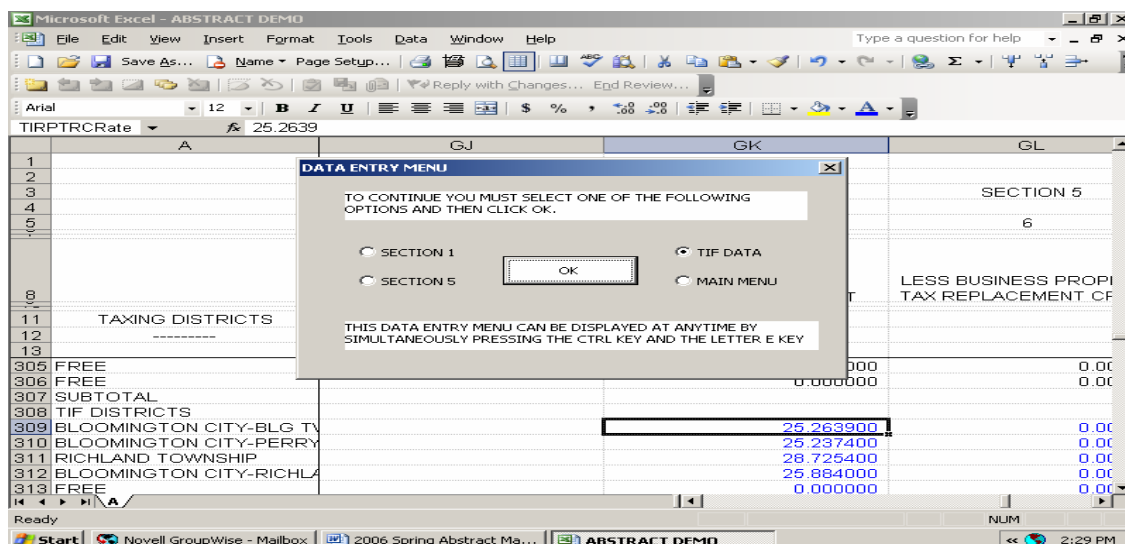 Microsoft Excel - ABSTRACT DEMO
File Edit View Insert Format Tools Data Window Help Type a question for help
Save As... Name Page Setup...
Reply with Changes... End Review...
Arial 12 B I U $ % ,
TIRPTRCRate fx 25.2639
A GJ GK GL
1
2
3 SECTION 5
4
5 6
8 LESS BUSINESS
TAX REPLACEMENT
11 TAXING DISTRICTS
12 ---------
13
DATA ENTRY MENU
TO CONTINUE YOU MUST SELECT ONE OF THE FOLLOWING
OPTIONS AND THEN CLICK OK.
SECTION 1 TIF DATA
OK
SECTION 5 MAIN MENU
THIS DATA ENTRY MENU CAN BE DISPLAYED AT ANYTIME BY
SIMULTANEOUSLY PRESSING THE CTRL KEY AND THE LETTER E KEY
305 FREE 000 0.00
306 FREE 0.000000 0.00
307 SUBTOTAL
308 TIF DISTRICTS
309 BLOOMINGTON CITY-BLG 25.263900 0.00
310 BLOOMINGTON CITY-PERRY 25.237400 0.00
311 RICHLAND TOWNSHIP 28.725400 0.00
312 BLOOMINGTON CITY-RICHLA 25.884000 0.00
313 FREE 0.000000 0.00
A
Ready NUM
Start Novell GroupWise - Mailbox 2006 Spring Abstract Ma... ABSTRACT DEMO 2:29 PM